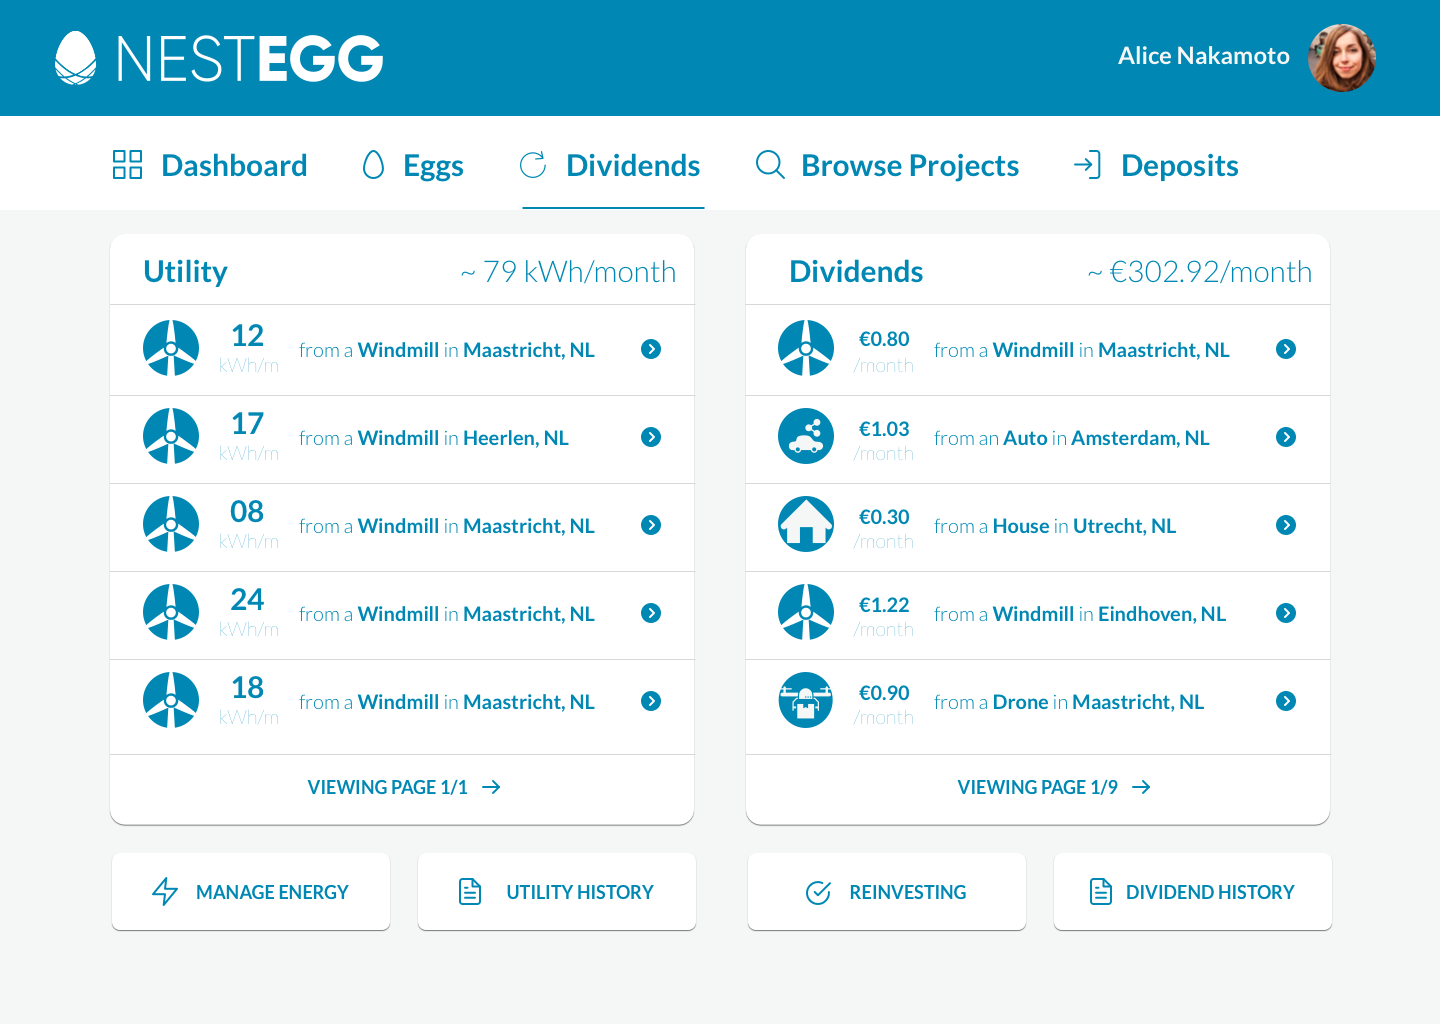 NESTEGG
Alice Nakamoto
Dashboard
Eggs
Dividends
Browse Projects
Deposits
Utility
~ 79 kWh/month
12
kWh/m
from a Windmill in Maastricht, NL
17
kWh/m
from a Windmill in Heerlen, NL
08
kWh/m
from a Windmill in Maastricht, NL
24
kWh/m
from a Windmill in Maastricht, NL
18
kWh/m
from a Windmill in Maastricht, NL
VIEWING PAGE 1/1
Dividends
~ €302.92/month
€0.80
/month
from a Windmill in Maastricht, NL
€1.03
/month
from an Auto in Amsterdam, NL
€0.30
/month
from a House in Utrecht, NL
€1.22
/month
from a Windmill in Eindhoven, NL
€0.90
/month
from a Drone in Maastricht, NL
VIEWING PAGE 1/9
MANAGE ENERGY
UTILITY HISTORY
REINVESTING
DIVIDEND HISTORY